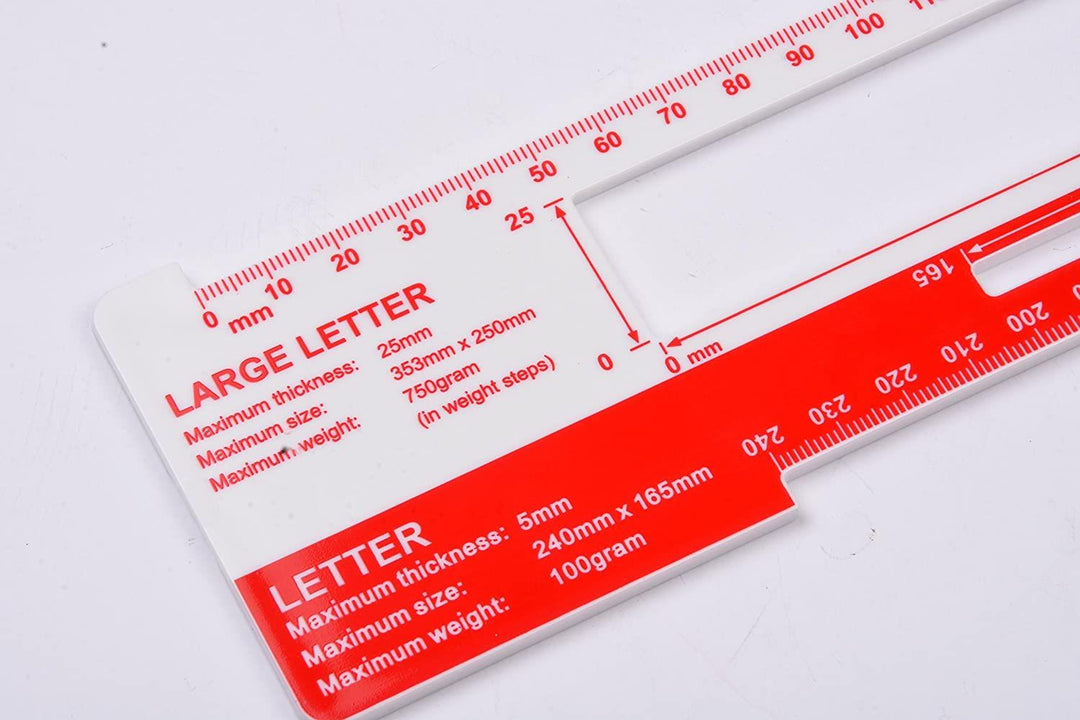 0 10 20 30 40 50 60 70 80 90 100
mm
25
0
0 mm
LARGE LETTER
Maximum thickness: 25mm
Maximum size: 353mm x 250mm
Maximum weight: 750gram
(in weight steps)
165
240 230 220 210 200
LETTER
Maximum thickness: 5mm
Maximum size: 240mm x 165mm
Maximum weight: 100gram